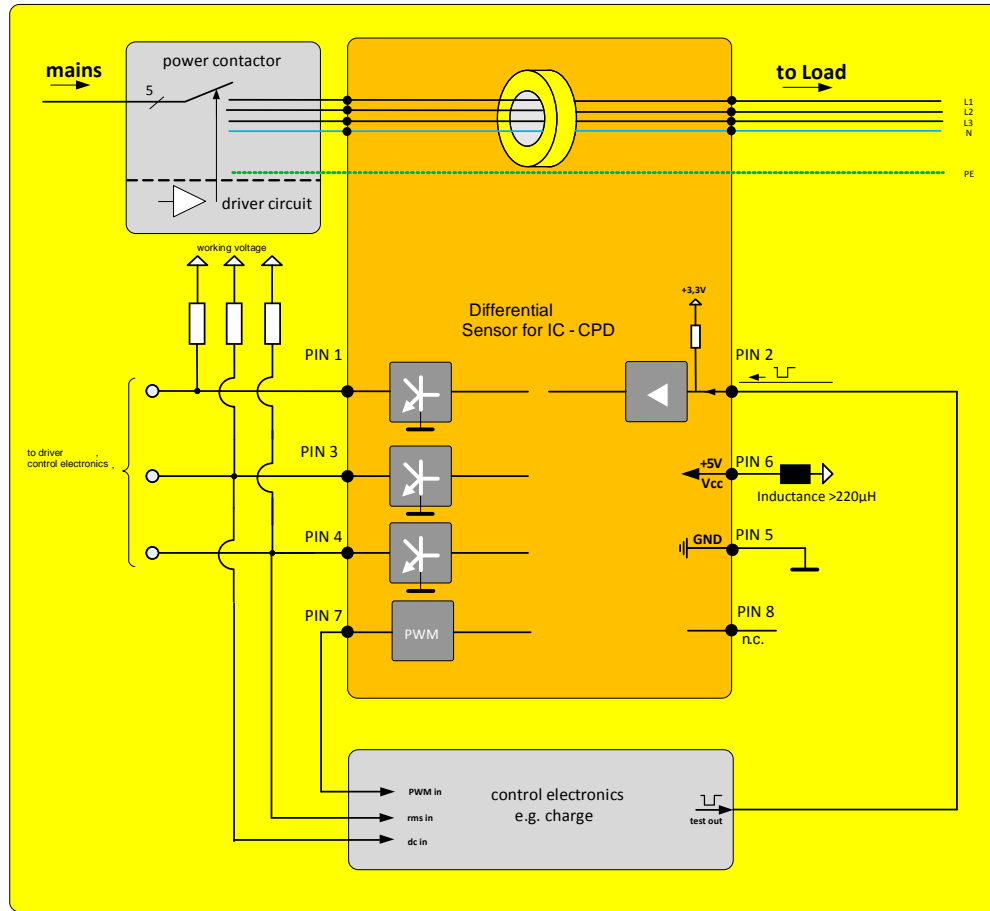 mains
power contactor
5
driver circuit
to Load
L1
L2
L3
N
PE
working voltage
Differential
Sensor for IC - CPD
+3,3V
PIN 1
PIN 2
to driver ,
control electronics ,
PIN 3
+5V
Vcc
PIN 6
Inductance >220µH
PIN 4
GND
PIN 5
PIN 7
PWM
PIN 8
n.c.
PWM in
rms in
dc in
control electronics
e.g. charge
test out